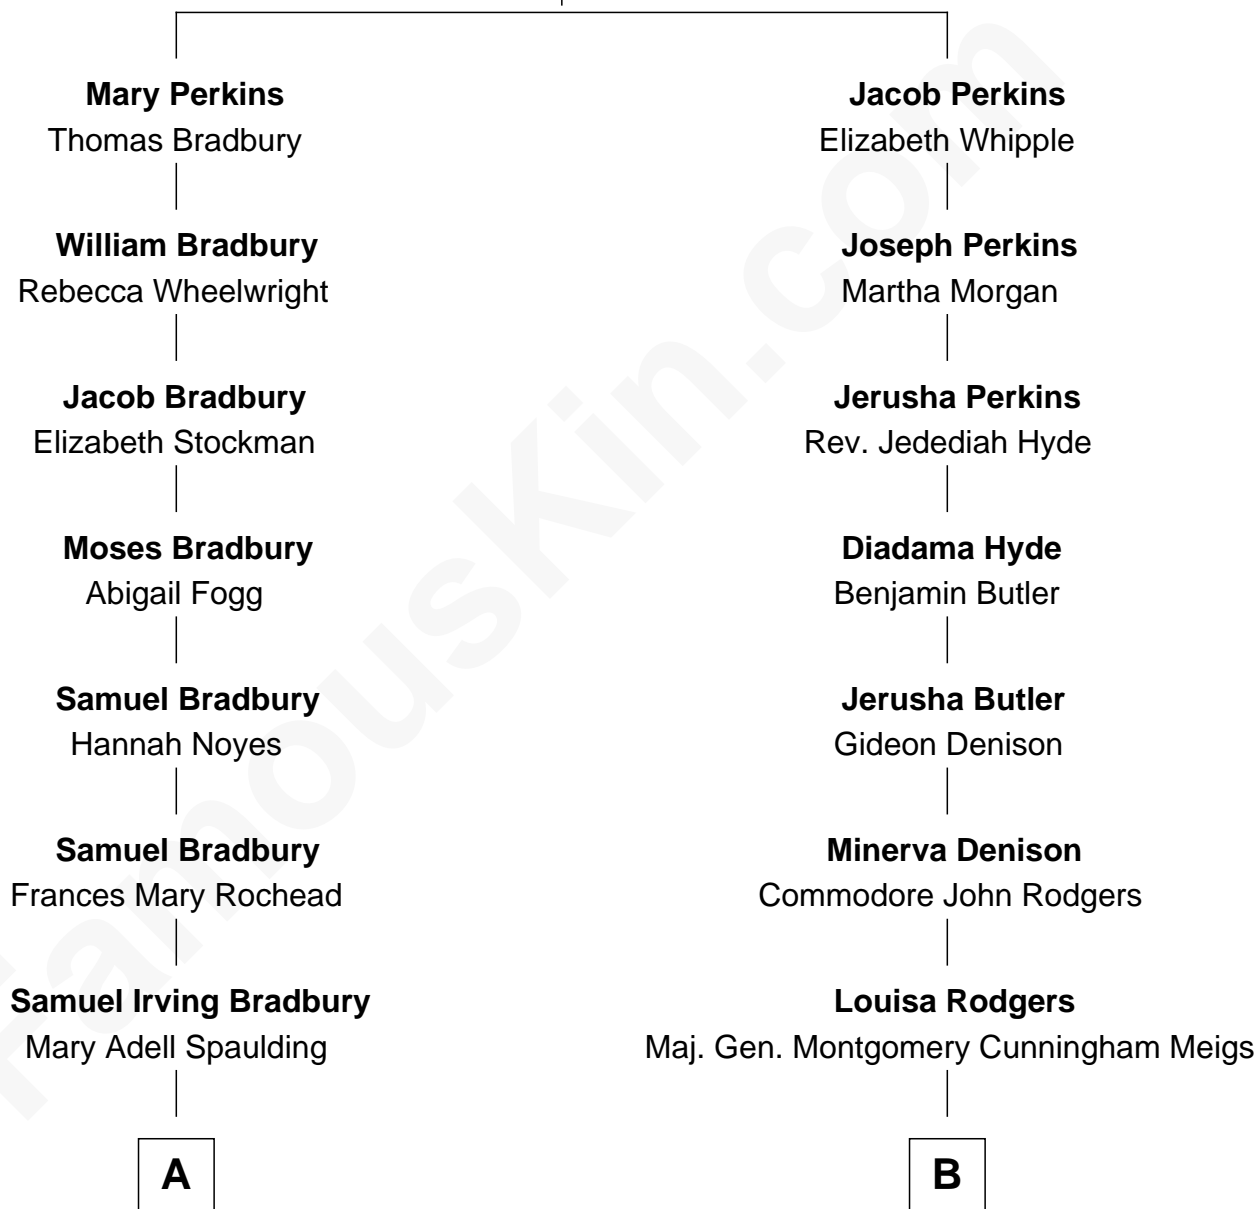 Mary Perkins
Thomas Bradbury
William Bradbury
Rebecca Wheelwright
Jacob Bradbury
Elizabeth Stockman
Moses Bradbury
Abigail Fogg
Samuel Bradbury
Hannah Noyes
Samuel Bradbury
Frances Mary Rochead
Samuel Irving Bradbury
Mary Adell Spaulding
A
Jacob Perkins
Elizabeth Whipple
Joseph Perkins
Martha Morgan
Jerusha Perkins
Rev. Jedediah Hyde
Diadama Hyde
Benjamin Butler
Jerusha Butler
Gideon Denison
Minerva Denison
Commodore John Rodgers
Louisa Rodgers
Maj. Gen. Montgomery Cunningham Meigs
B
FamousKin.com